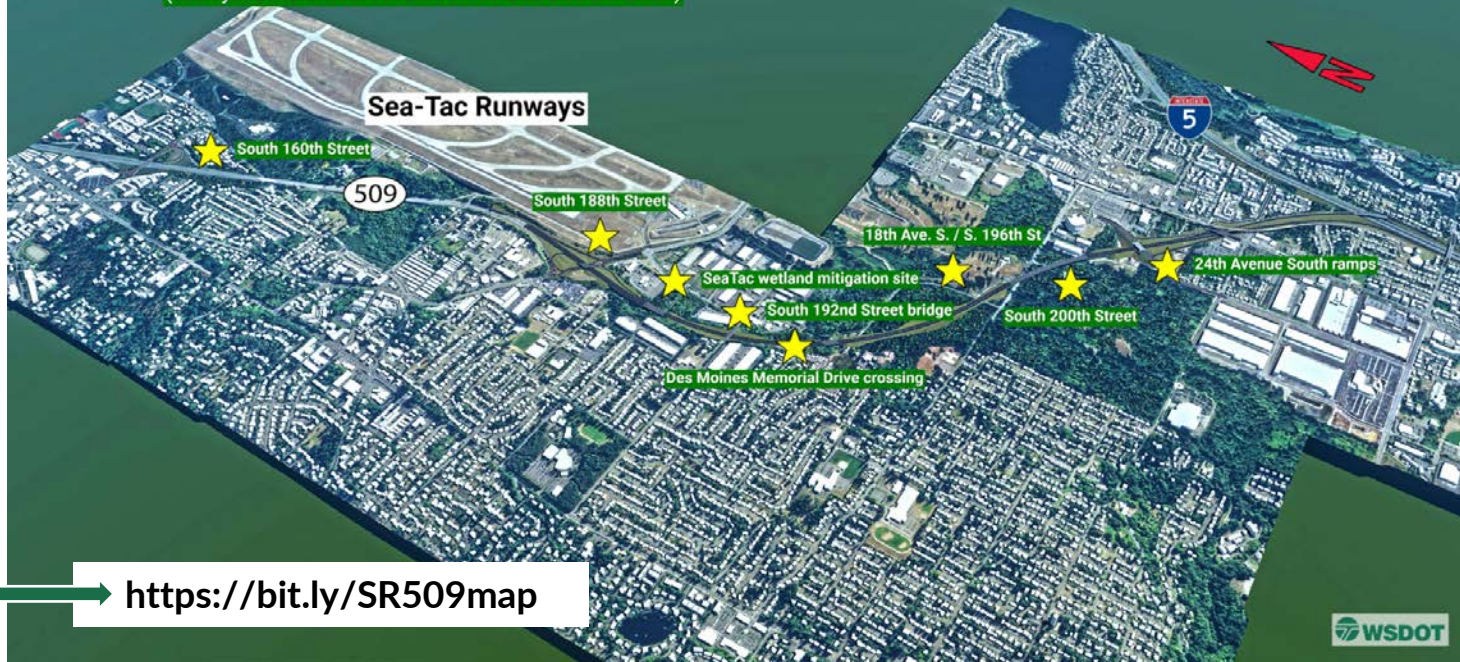 Sea-Tac Runways
INTERSTATE
5
N
South 160th Street
509
South 188th Street
18th Ave. S. / S. 196th St
24th Avenue South ramps
SeaTac wetland mitigation site
South 192nd Street bridge
South 200th Street
Des Moines Memorial Drive crossing
https://bit.ly/SR509map
WSDOT